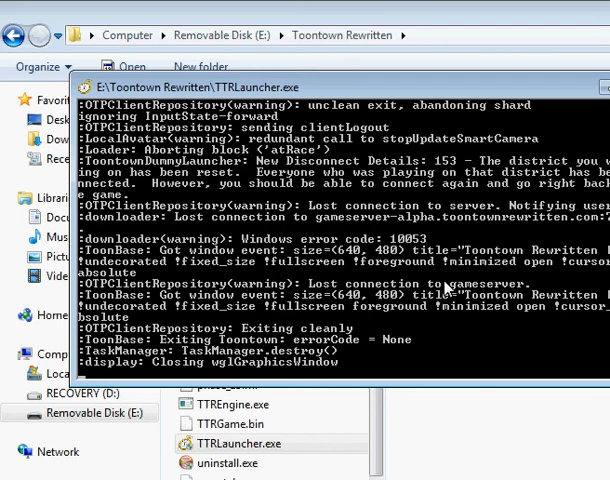 Computer
Removable Disk (E:)
Toontown Rewritten
Organize
Open
New folder
E:\Toontown Rewritten\TTRLauncher.exe
:OTPClientRepository(warning): unclean exit, abandoning shard
ignoring InputState-forward
:OTPClientRepository: sending clientLogout
:LocalAvatar(warning): redundant call to stopUpdateSmartCamera
:Loader: Aborting block ('atRace')
:ToontownDummyLauncher: New Disconnect Details: 153 - The district you w
ing on has been reset.  Everyone who was playing on that district has be
nnected.  However, you should be able to connect again and go right back
e game.
:OTPClientRepository(warning): Lost connection to server. Notifying user
:downloader: Lost connection to gameserver-alpha.toontownrewritten.com:7
.
:downloader(warning): Windows error code: 10053
:ToonBase: Got window event: size=(640, 480) title="Toontown Rewritten
!undecorated !fixed_size !fullscreen !foreground !minimized open !cursor
absolute
:OTPClientRepository(warning): Lost connection to gameserver.
:ToonBase: Got window event: size=(640, 480) title="Toontown Rewritten
!undecorated !fixed_size !fullscreen foreground !minimized open !cursor_
bsolute
:OTPClientRepository: Exiting cleanly
:ToonBase: Exiting Toontown: errorCode = None
:TaskManager: TaskManager.destroy()
:display: Closing wglGraphicsWindow
Favori
Desk
Dow
Rece
Librari
Docu
Musi
Pictu
Vide
Home
Comp
Loca
RECOVERY (D:)
Removable Disk (E:)
Network
TTREngine.exe
TTRGame.bin
TTRLauncher.exe
uninstall.exe